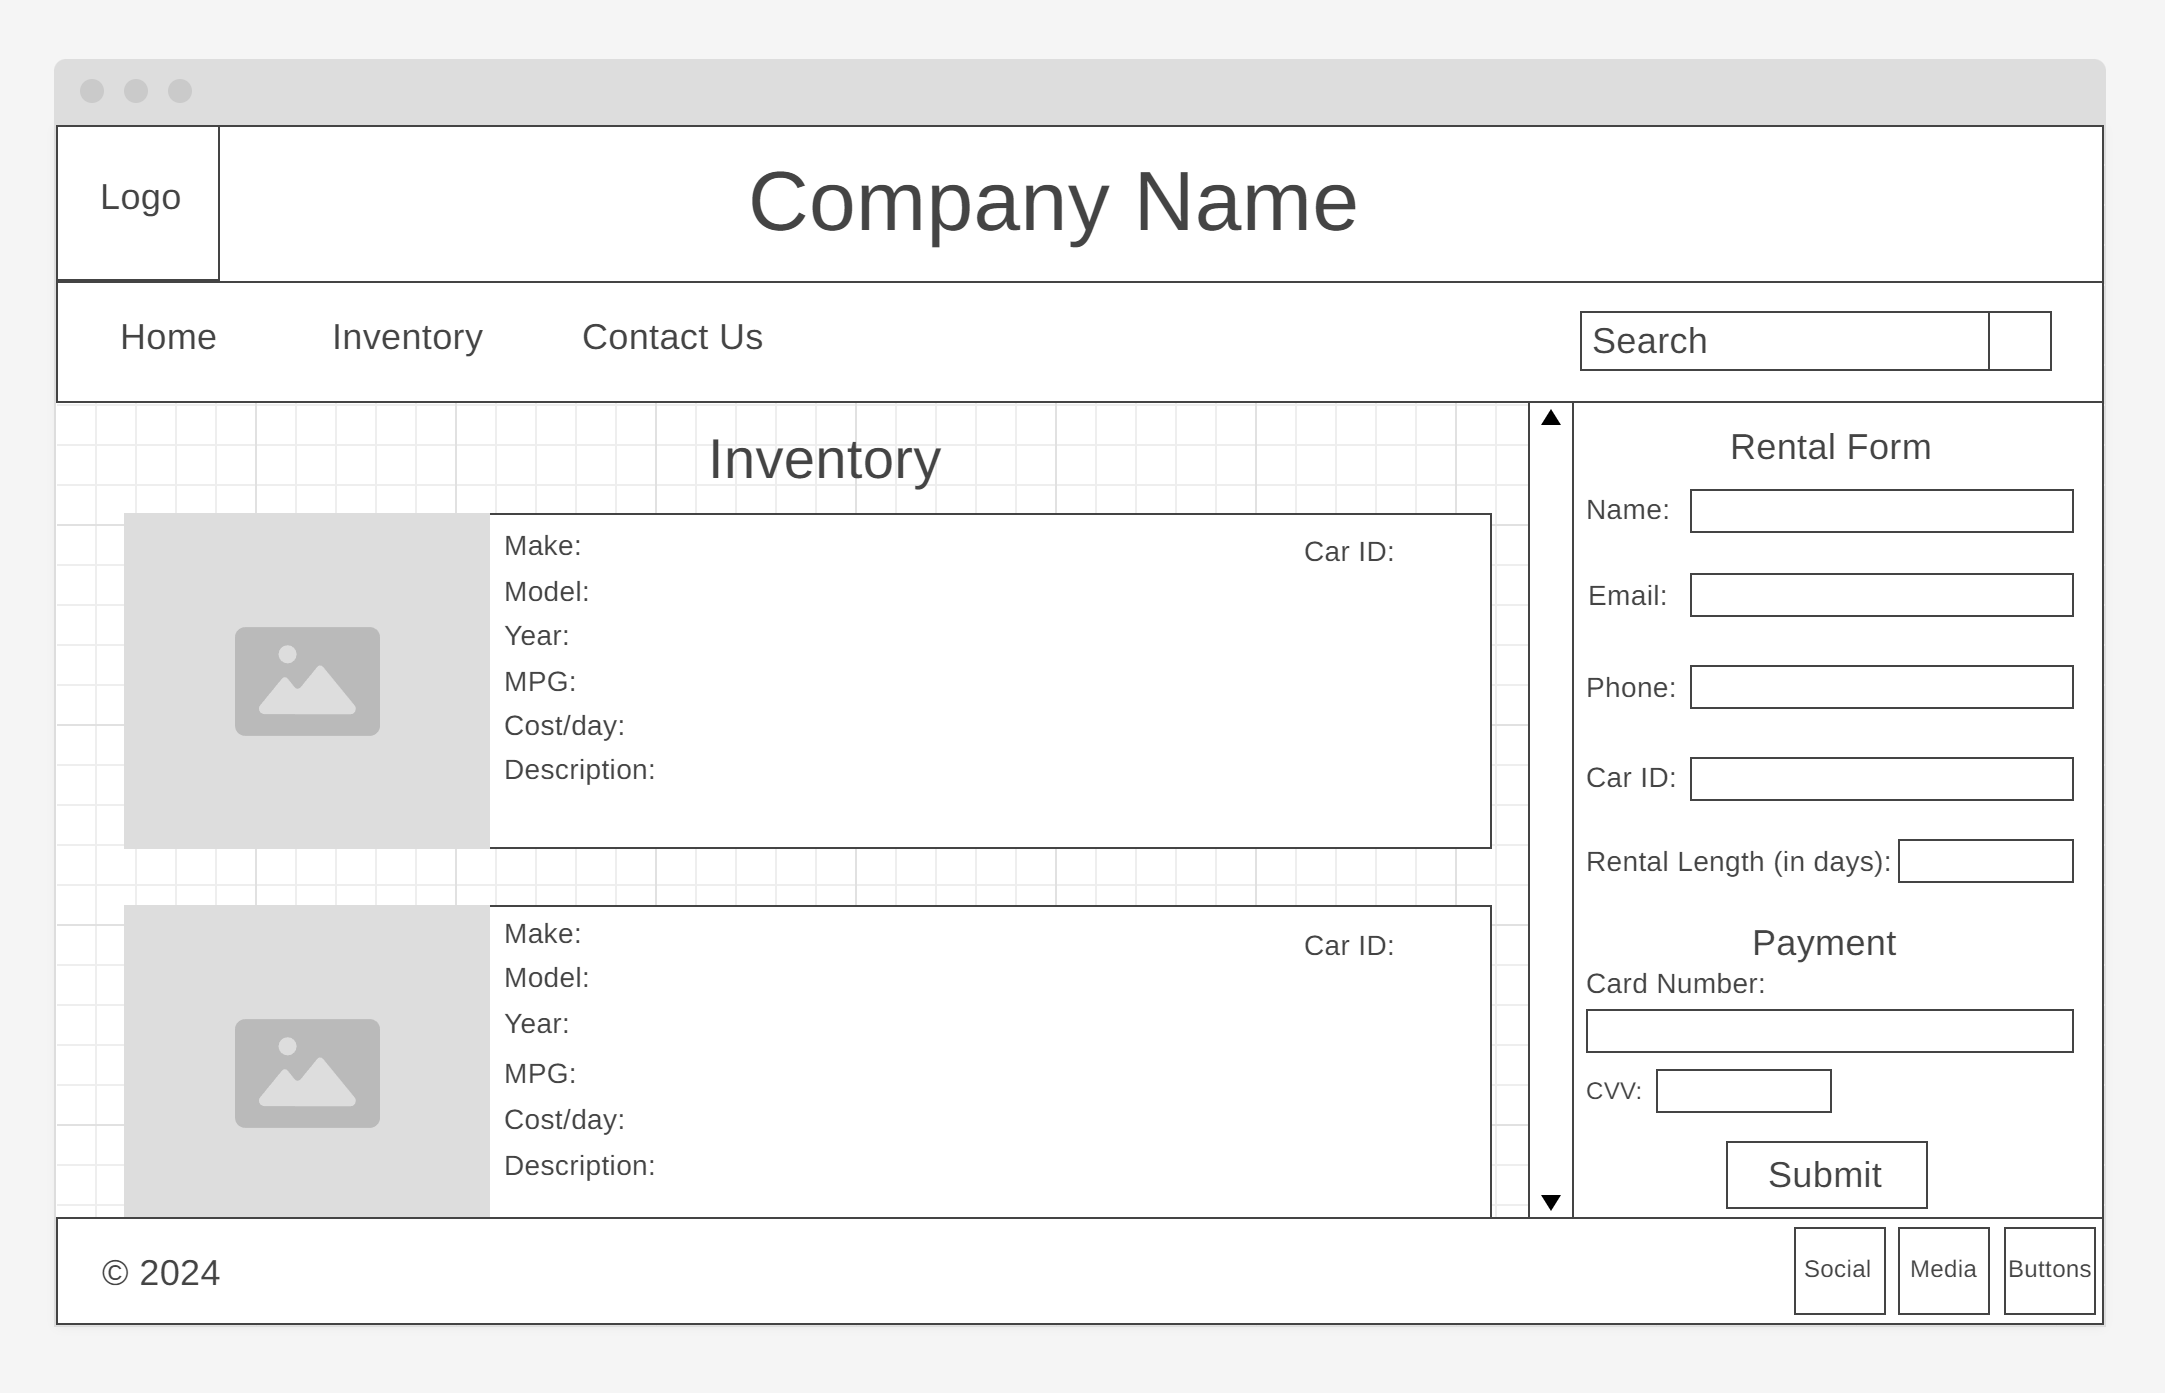 Logo
Company Name
Home Inventory Contact Us Search
Inventory
Make: Car ID:
Model:
Year:
MPG:
Cost/day:
Description:
Make: Car ID:
Model:
Year:
MPG:
Cost/day:
Description:
Rental Form
Name:
Email:
Phone:
Car ID:
Rental Length (in days):
Payment
Card Number:
CVV:
Submit
© 2024
Social Media Buttons